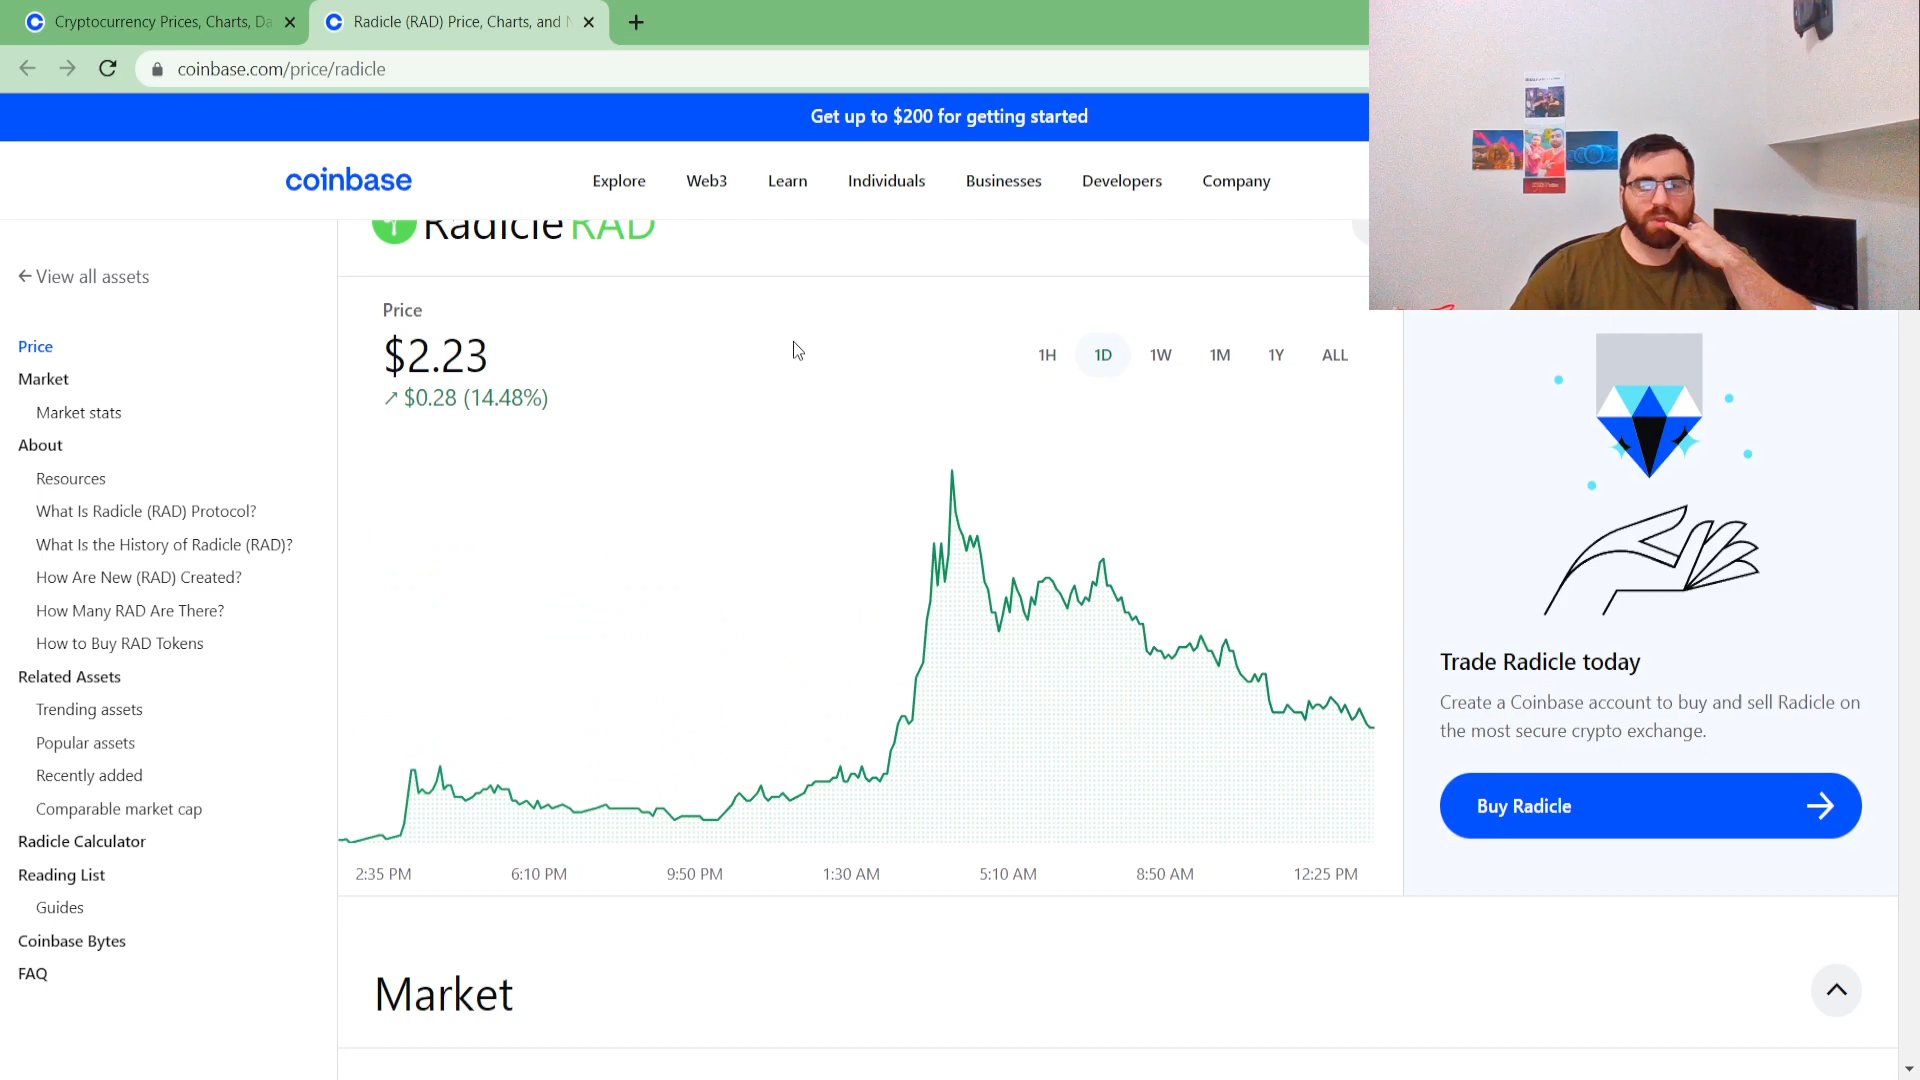 Cryptocurrency Prices, Charts, Da
Radicle (RAD) Price, Charts, and N
coinbase.com/price/radicle
Get up to $200 for getting started
coinbase
Explore
Web3
Learn
Individuals
Businesses
Developers
Company
Radicle RAD
View all assets
Price
Market
Market stats
About
Resources
What Is Radicle (RAD) Protocol?
What Is the History of Radicle (RAD)?
How Are New (RAD) Created?
How Many RAD Are There?
How to Buy RAD Tokens
Related Assets
Trending assets
Popular assets
Recently added
Comparable market cap
Radicle Calculator
Reading List
Guides
Coinbase Bytes
FAQ
Price
$2.23
↗ $0.28 (14.48%)
1H 1D 1W 1M 1Y ALL
2:35 PM 6:10 PM 9:50 PM 1:30 AM 5:10 AM 8:50 AM 12:25 PM
Trade Radicle today
Create a Coinbase account to buy and sell Radicle on
the most secure crypto exchange.
Buy Radicle
Market